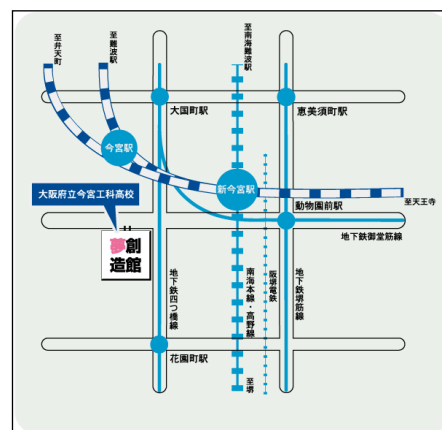 至井天町
至難波駅
至南海難波駅
大国町駅
恵美須町駅
今宮駅
新今宮駅
大阪府立今宮工科高校
動物園前駅
至天王寺
地下鉄御堂筋線
夢創
造館
地下鉄四つ橋線
南海本線・高野線
阪堺電鉄
地下鉄堺筋線
花園町駅
至堺